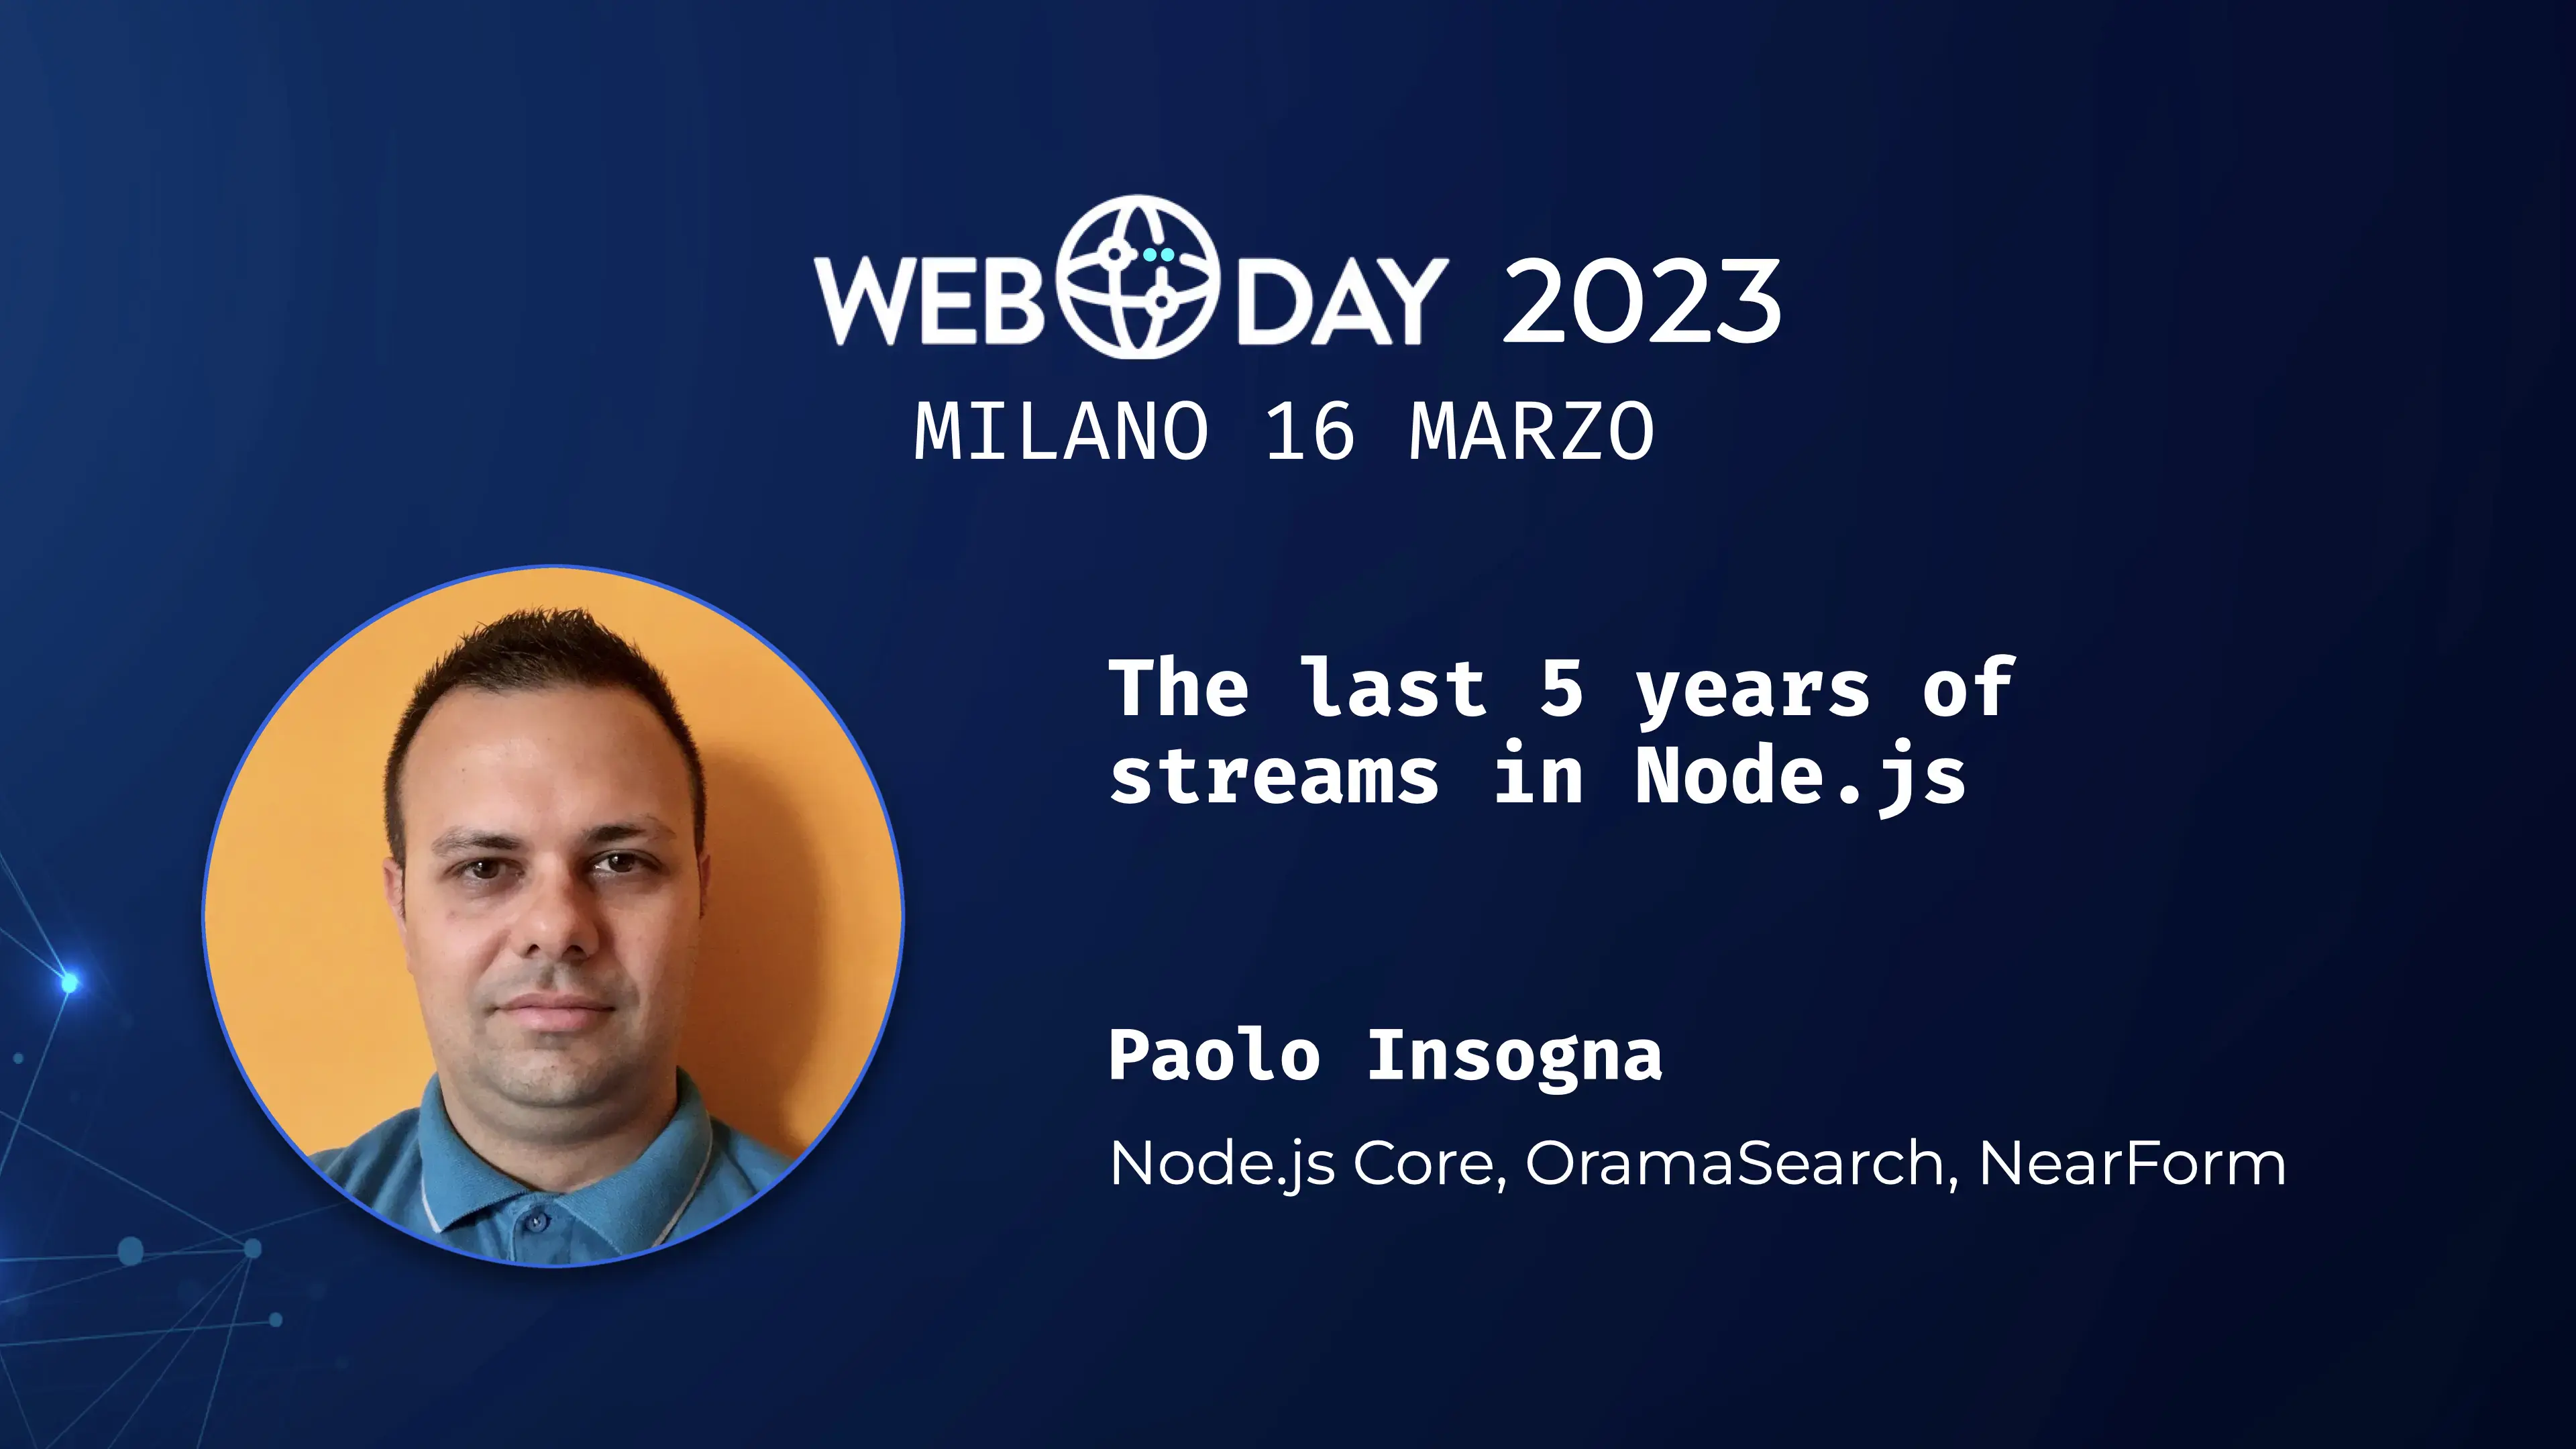 WEB DAY 2023
MILANO 16 MARZO
The last 5 years of
streams in Node.js
Paolo Insogna
Node.js Core, OramaSearch, NearForm